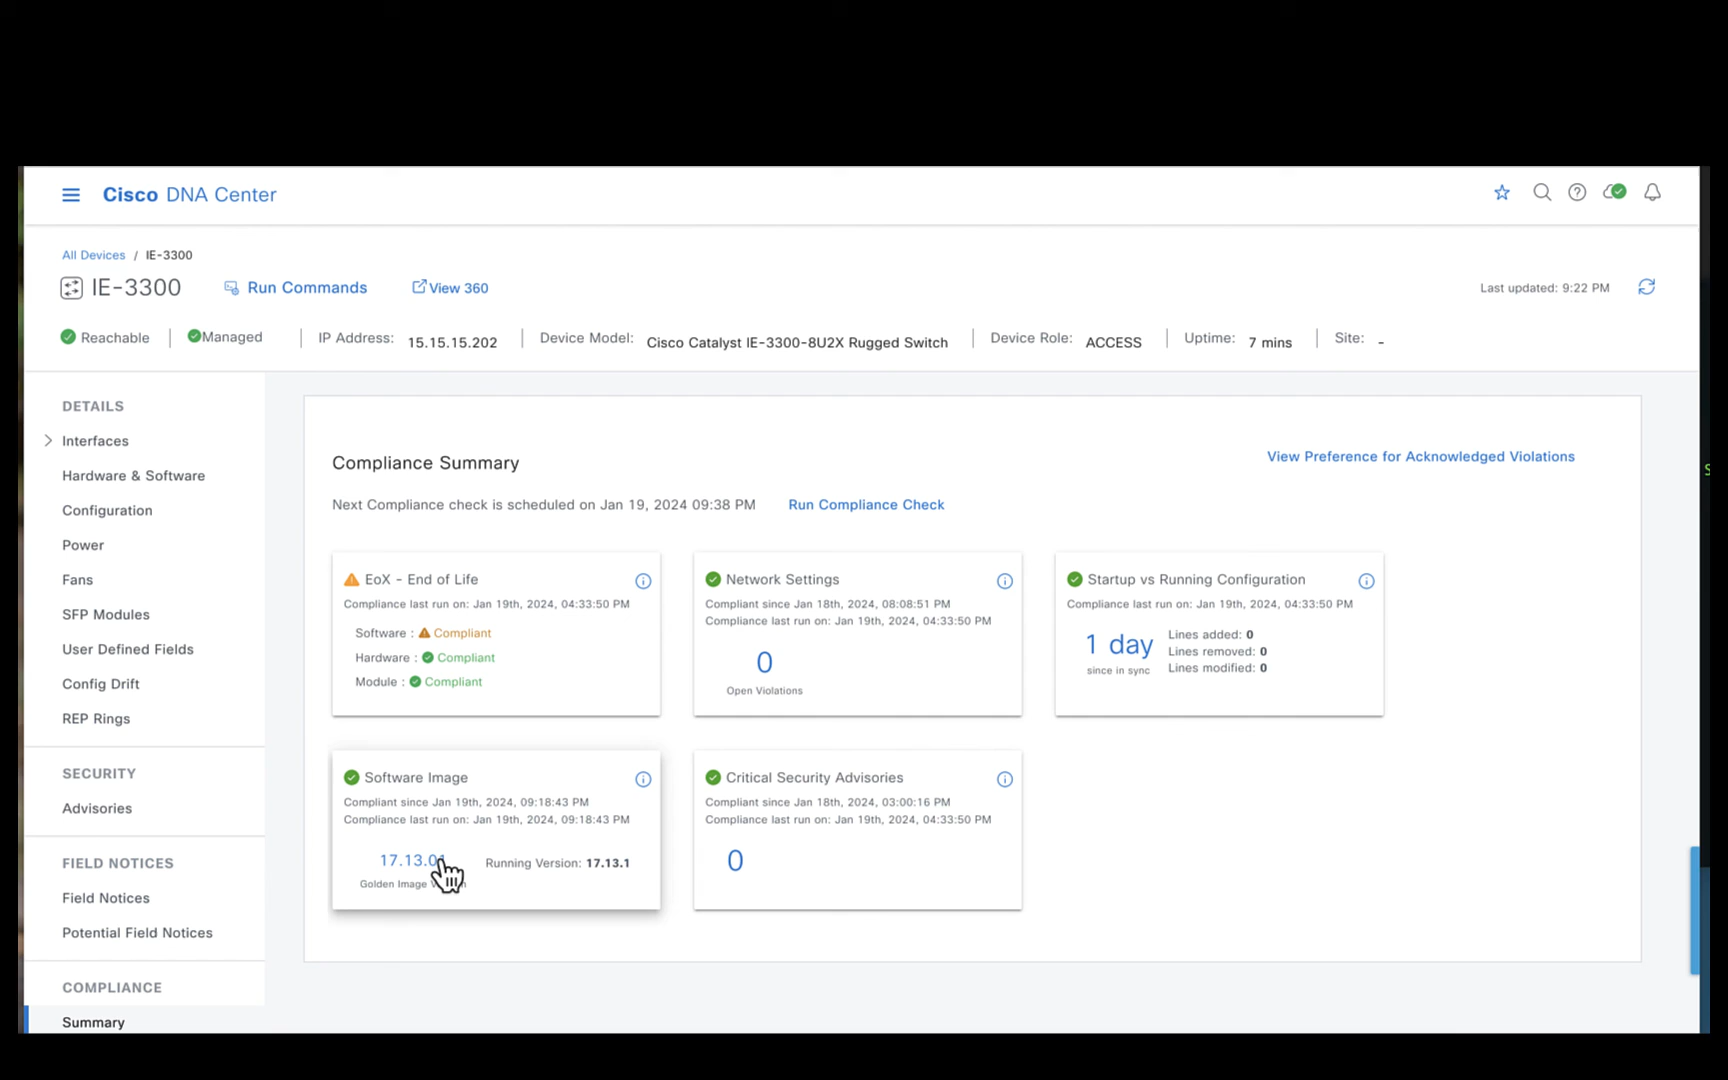 Cisco DNA Center
All Devices / IE-3300
IE-3300
Run Commands
View 360
Last updated: 9:22 PM
Reachable
Managed
IP Address: 15.15.15.202
Device Model: Cisco Catalyst IE-3300-8U2X Rugged Switch
Device Role: ACCESS
Uptime: 7 mins
Site: -
DETAILS
Interfaces
Hardware & Software
Configuration
Power
Fans
SFP Modules
User Defined Fields
Config Drift
REP Rings
SECURITY
Advisories
FIELD NOTICES
Field Notices
Potential Field Notices
COMPLIANCE
Summary
Compliance Summary
View Preference for Acknowledged Violations
Next Compliance check is scheduled on Jan 19, 2024 09:38 PM
Run Compliance Check
EoX - End of Life
Compliance last run on: Jan 19th, 2024, 04:33:50 PM
Software : Compliant
Hardware : Compliant
Module : Compliant
Network Settings
Compliant since Jan 18th, 2024, 08:08:51 PM
Compliance last run on: Jan 19th, 2024, 04:33:50 PM
0
Open Violations
Startup vs Running Configuration
Compliance last run on: Jan 19th, 2024, 04:33:50 PM
1 day
since in sync
Lines added: 0
Lines removed: 0
Lines modified: 0
Software Image
Compliant since Jan 19th, 2024, 09:18:43 PM
Compliance last run on: Jan 19th, 2024, 09:18:43 PM
17.13.01
Golden Image
Running Version: 17.13.1
Critical Security Advisories
Compliant since Jan 18th, 2024, 03:00:16 PM
Compliance last run on: Jan 19th, 2024, 04:33:50 PM
0